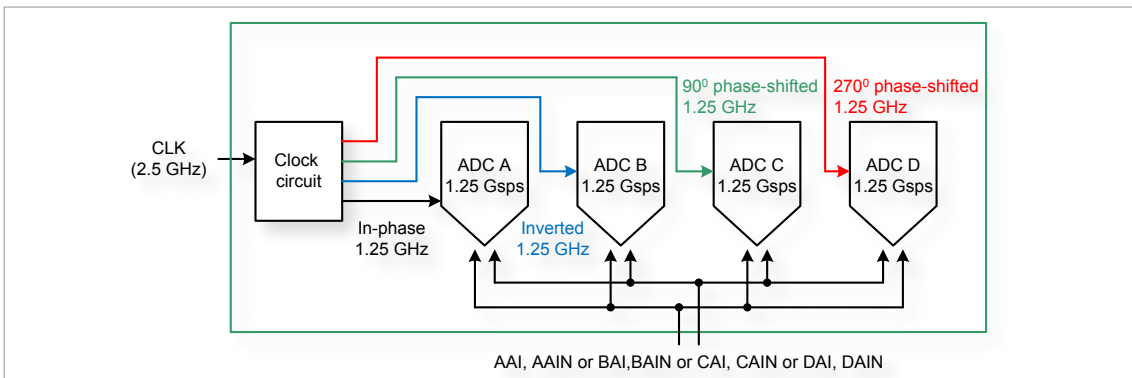 90⁰ phase-shifted
1.25 GHz
270⁰ phase-shifted
1.25 GHz
CLK
(2.5 GHz)
Clock
circuit
ADC A
1.25 Gsps
ADC B
1.25 Gsps
ADC C
1.25 Gsps
ADC D
1.25 Gsps
In-phase
1.25 GHz
Inverted
1.25 GHz
AAI, AAIN or BAI,BAIN or CAI, CAIN or DAI, DAIN